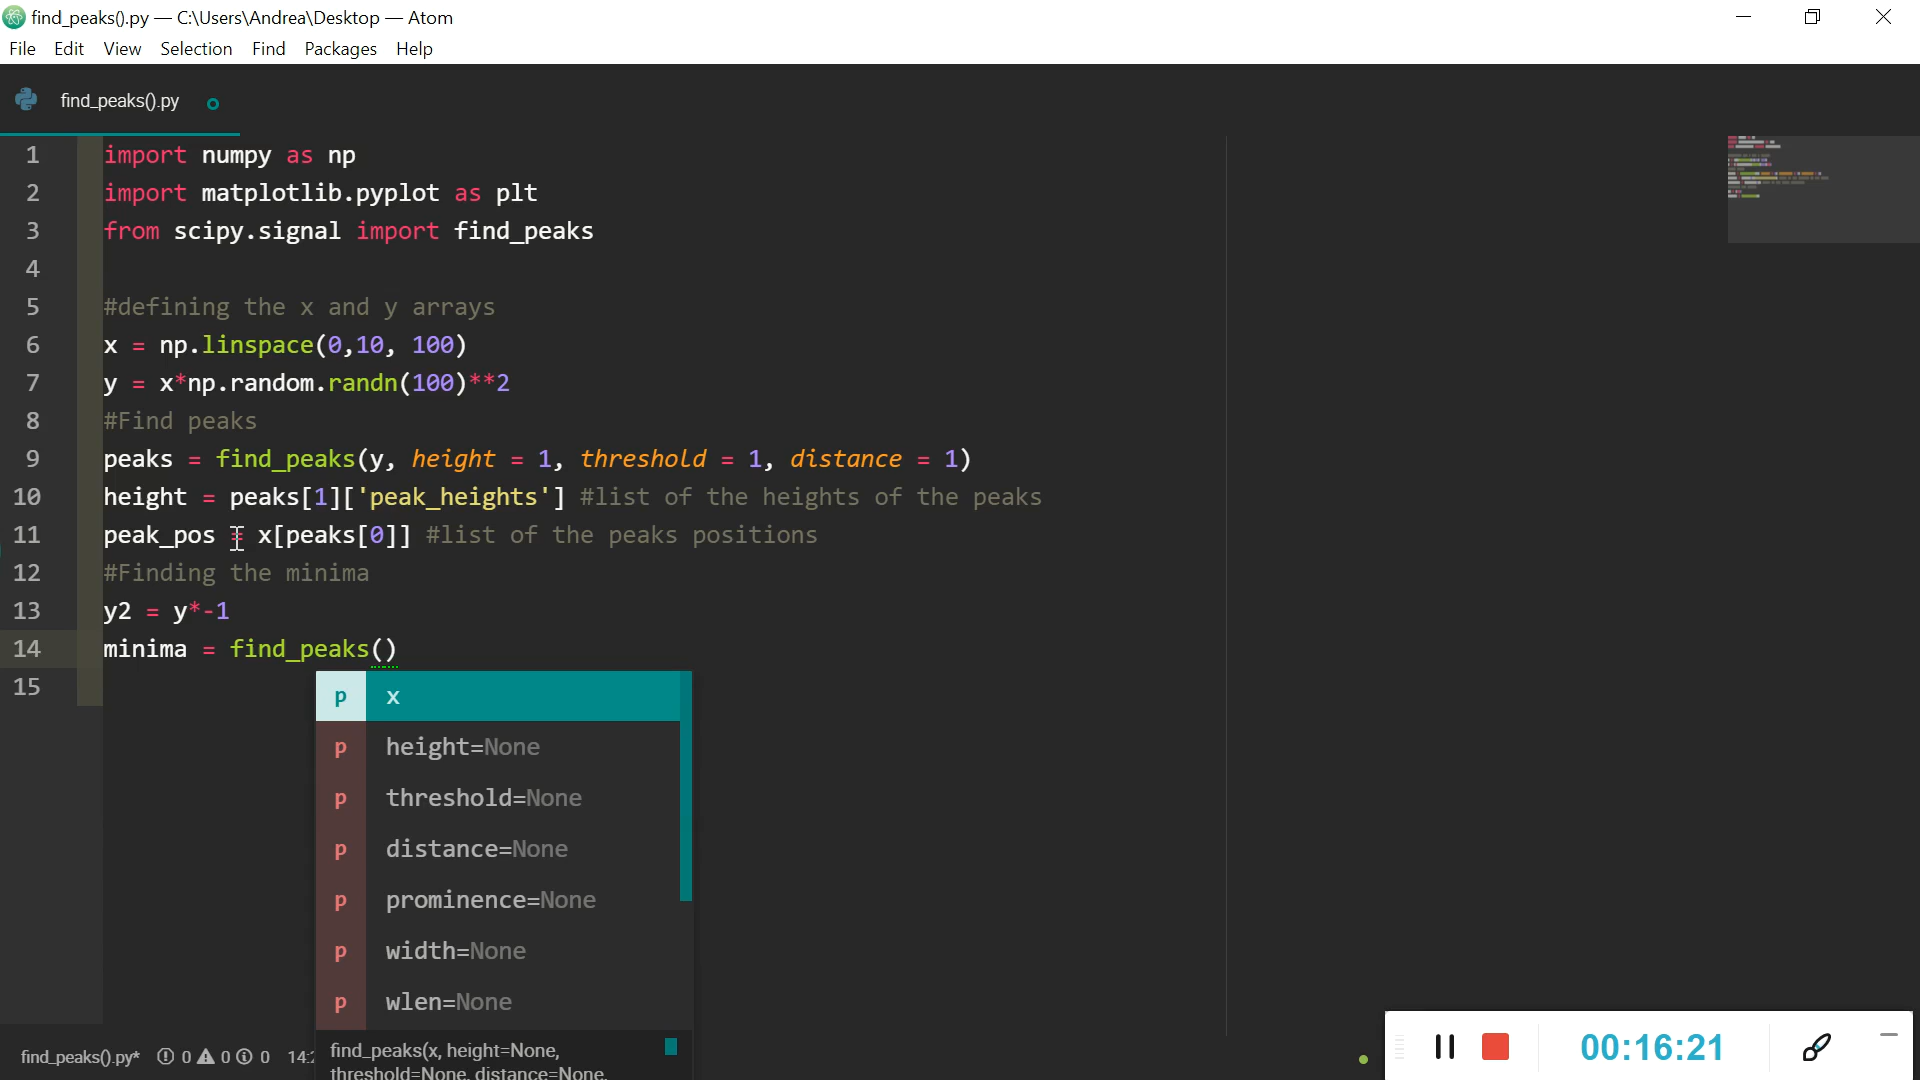 find_peaks().py — C:\Users\Andrea\Desktop — Atom
File Edit View Selection Find Packages Help
find_peaks().py
1 import numpy as np
2 import matplotlib.pyplot as plt
3 from scipy.signal import find_peaks
4
5 #defining the x and y arrays
6 x = np.linspace(0,10, 100)
7 y = x*np.random.randn(100)**2
8 #Find peaks
9 peaks = find_peaks(y, height = 1, threshold = 1, distance = 1)
10 height = peaks[1]['peak_heights'] #list of the heights of the peaks
11 peak_pos = x[peaks[0]] #list of the peaks positions
12 #Finding the minima
13 y2 = y*-1
14 minima = find_peaks()
15
p x
p height=None
p threshold=None
p distance=None
p prominence=None
p width=None
p wlen=None
find_peaks(x, height=None,
threshold=None, distance=None,
find_peaks().py* 0 0 0 14:
00:16:21